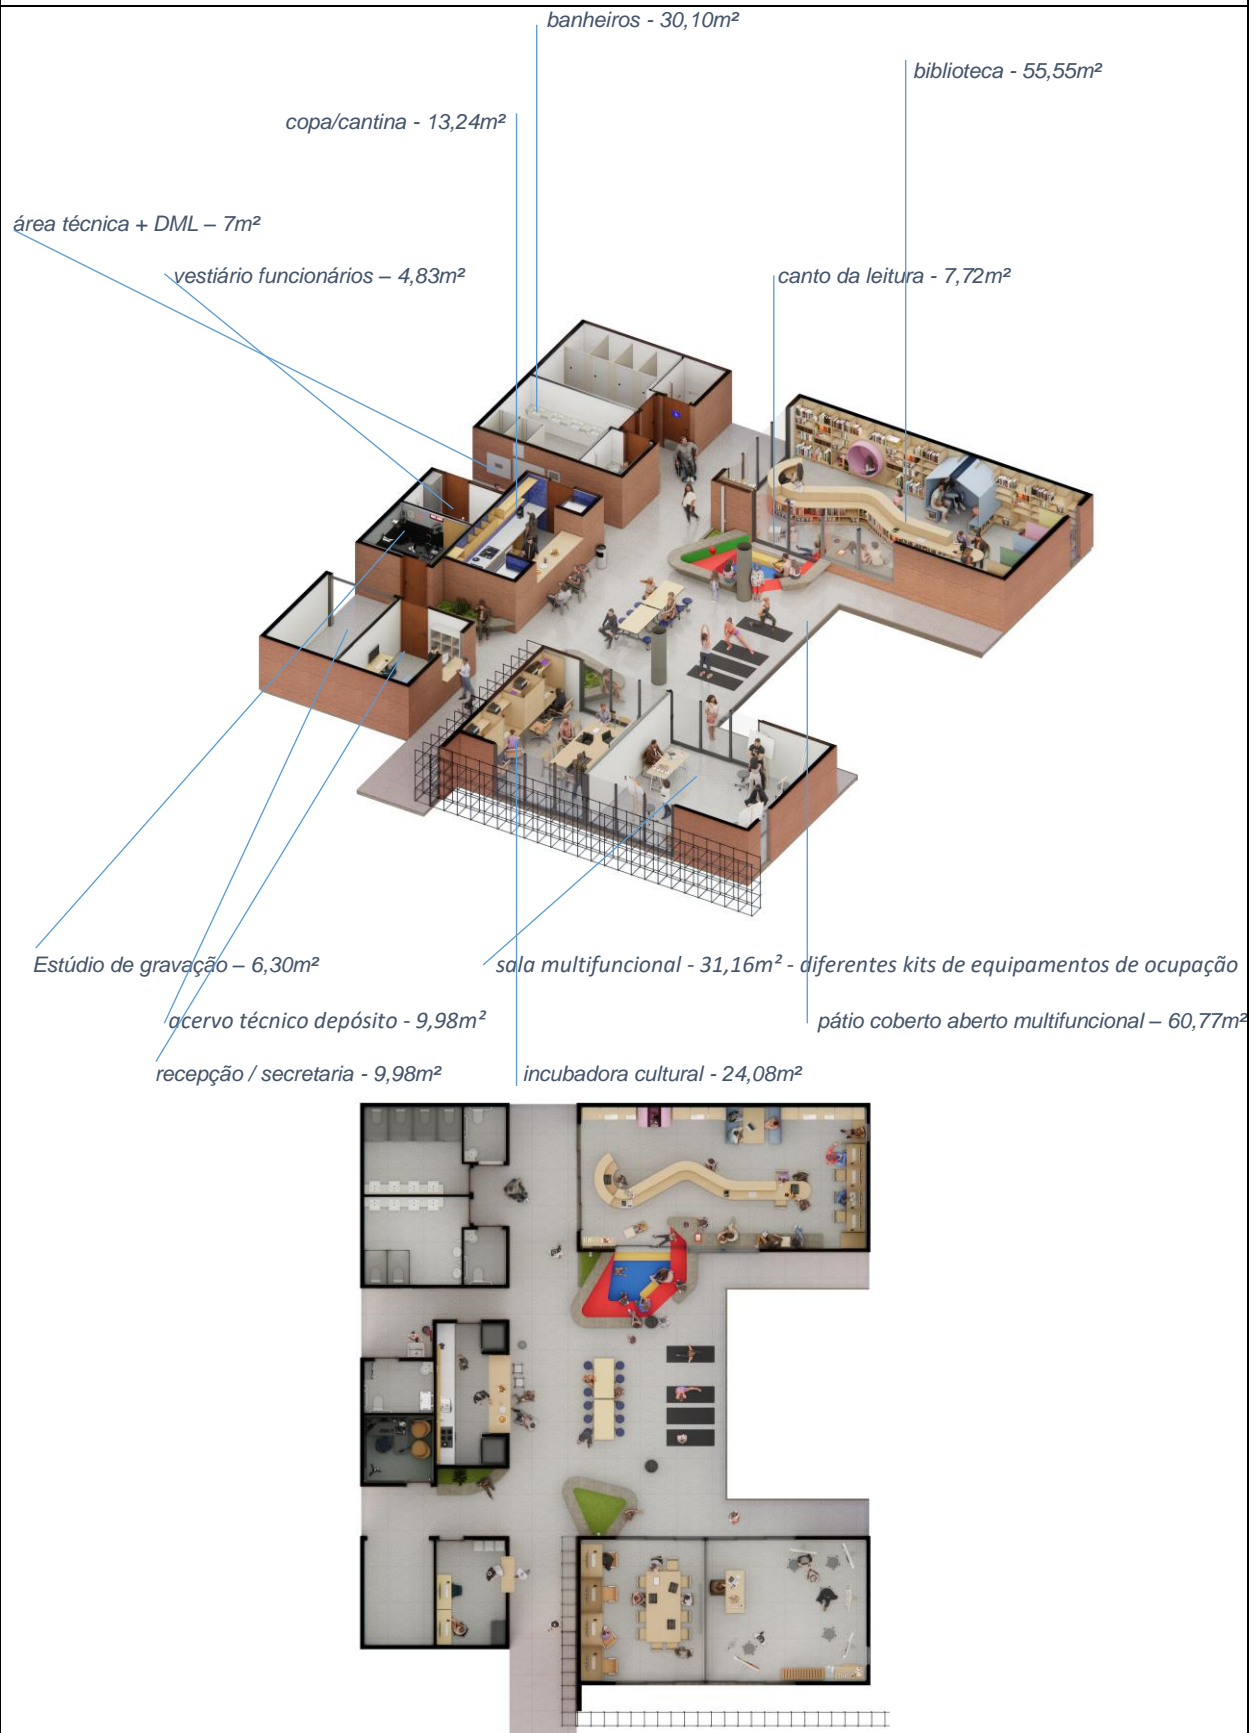 banheiros - 30,10m²
biblioteca - 55,55m²
copa/cantina - 13,24m²
área técnica + DML – 7m²
vestiário funcionários – 4,83m²
canto da leitura - 7,72m²
Estúdio de gravação – 6,30m²
sala multifuncional - 31,16m² - diferentes kits de equipamentos de ocupação
acervo técnico depósito - 9,98m²
pátio coberto aberto multifuncional – 60,77m²
recepção / secretaria - 9,98m²
incubadora cultural - 24,08m²